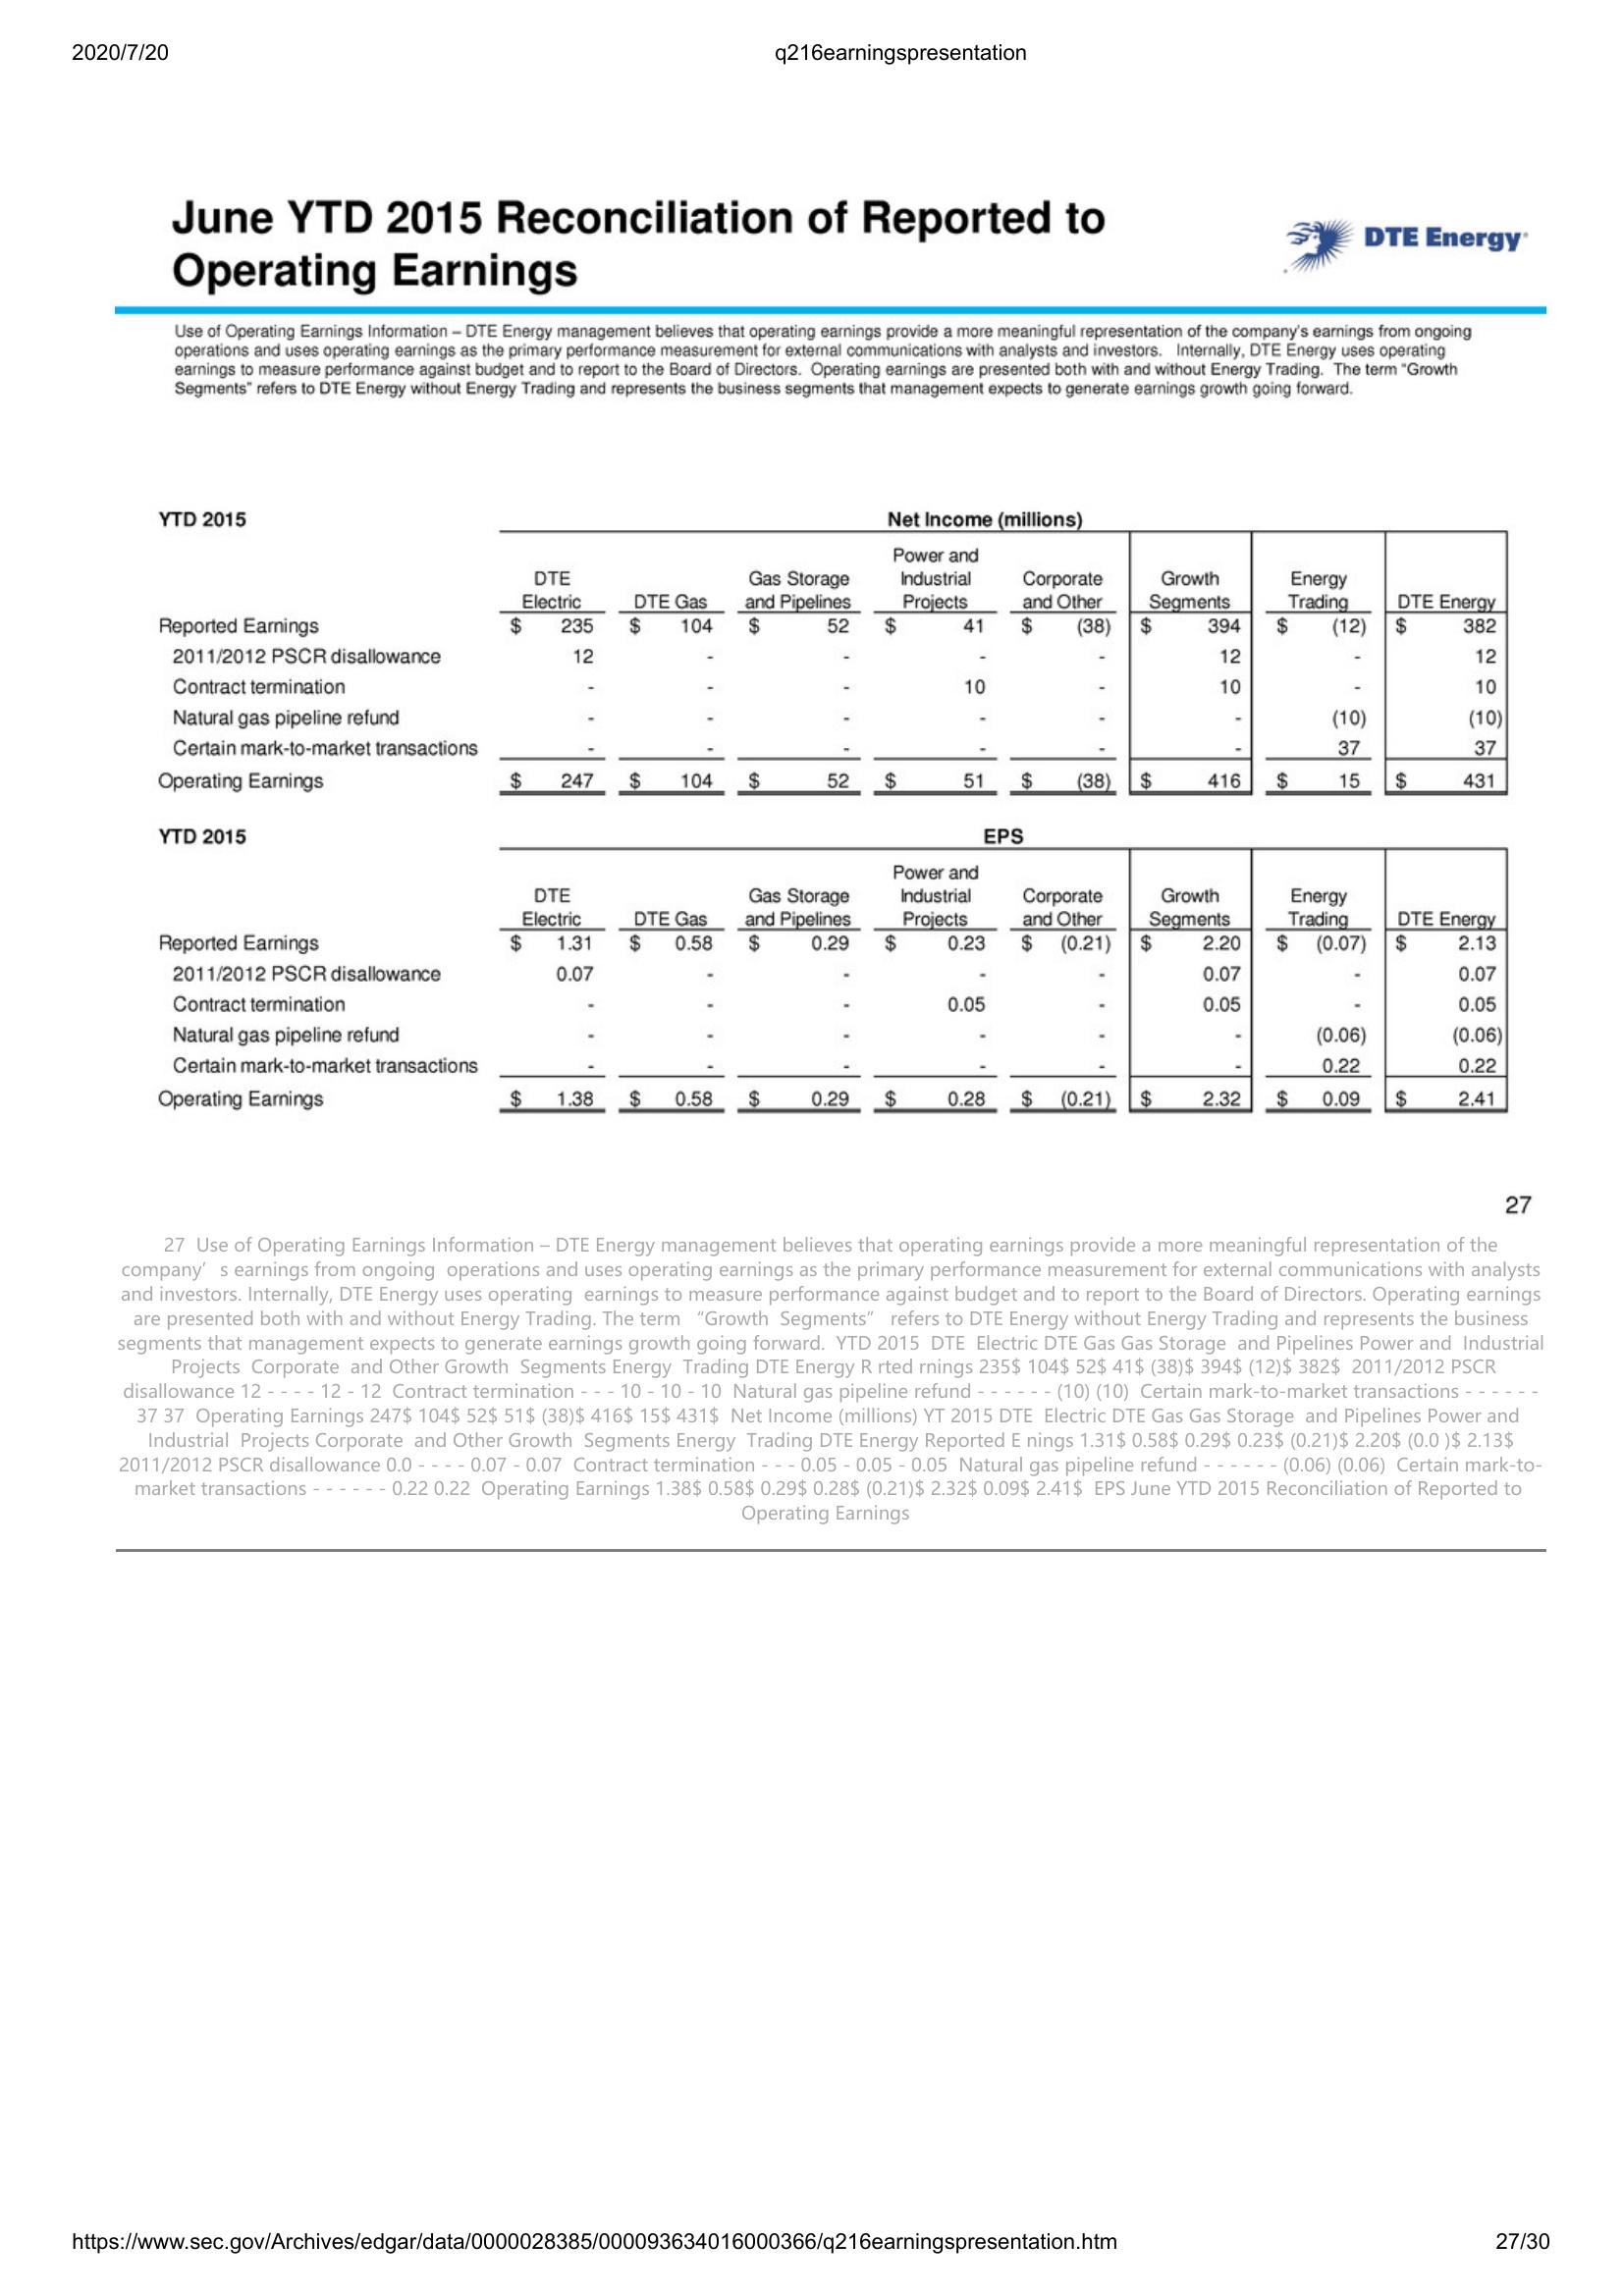 2020/7/20 q216earningspresentation
June YTD 2015 Reconciliation of Reported to
Operating Earnings
DTE Energy®
Use of Operating Earnings Information – DTE Energy management believes that operating earnings provide a more meaningful representation of the company's earnings from ongoing
operations and uses operating earnings as the primary performance measurement for external communications with analysts and investors. Internally, DTE Energy uses operating
earnings to measure performance against budget and to report to the Board of Directors. Operating earnings are presented both with and without Energy Trading. The term "Growth
Segments" refers to DTE Energy without Energy Trading and represents the business segments that management expects to generate earnings growth going forward.
YTD 2015 Net Income (millions)
Power and
DTE Gas Storage Industrial Corporate Growth Energy
Electric DTE Gas and Pipelines Projects and Other Segments Trading DTE Energy
Reported Earnings $ 235 $ 104 $ 52 $ 41 $ (38) $ 394 $ (12) $ 382
2011/2012 PSCR disallowance 12 - - - - 12 - 12
Contract termination - - - 10 - 10 - 10
Natural gas pipeline refund - - - - - - (10) (10)
Certain mark-to-market transactions - - - - - - 37 37
Operating Earnings $ 247 $ 104 $ 52 $ 51 $ (38) $ 416 $ 15 $ 431
YTD 2015 EPS
Power and
DTE Gas Storage Industrial Corporate Growth Energy
Electric DTE Gas and Pipelines Projects and Other Segments Trading DTE Energy
Reported Earnings $ 1.31 $ 0.58 $ 0.29 $ 0.23 $ (0.21) $ 2.20 $ (0.07) $ 2.13
2011/2012 PSCR disallowance 0.07 - - - - 0.07 - 0.07
Contract termination - - - 0.05 - 0.05 - 0.05
Natural gas pipeline refund - - - - - - (0.06) (0.06)
Certain mark-to-market transactions - - - - - - 0.22 0.22
Operating Earnings $ 1.38 $ 0.58 $ 0.29 $ 0.28 $ (0.21) $ 2.32 $ 0.09 $ 2.41
27
27 Use of Operating Earnings Information – DTE Energy management believes that operating earnings provide a more meaningful representation of the
company' s earnings from ongoing operations and uses operating earnings as the primary performance measurement for external communications with analysts
and investors. Internally, DTE Energy uses operating earnings to measure performance against budget and to report to the Board of Directors. Operating earnings
are presented both with and without Energy Trading. The term "Growth Segments" refers to DTE Energy without Energy Trading and represents the business
segments that management expects to generate earnings growth going forward. YTD 2015 DTE Electric DTE Gas Gas Storage and Pipelines Power and Industrial
Projects Corporate and Other Growth Segments Energy Trading DTE Energy R rted rnings 235$ 104$ 52$ 41$ (38)$ 394$ (12)$ 382$ 2011/2012 PSCR
disallowance 12 - - - - 12 - 12 Contract termination - - - 10 - 10 - 10 Natural gas pipeline refund - - - - - - (10) (10) Certain mark-to-market transactions - - - - - -
37 37 Operating Earnings 247$ 104$ 52$ 51$ (38)$ 416$ 15$ 431$ Net Income (millions) YT 2015 DTE Electric DTE Gas Gas Storage and Pipelines Power and
Industrial Projects Corporate and Other Growth Segments Energy Trading DTE Energy Reported E nings 1.31$ 0.58$ 0.29$ 0.23$ (0.21)$ 2.20$ (0.0 )$ 2.13$
2011/2012 PSCR disallowance 0.0 - - - - 0.07 - 0.07 Contract termination - - - 0.05 - 0.05 - 0.05 Natural gas pipeline refund - - - - - - (0.06) (0.06) Certain mark-to-
market transactions - - - - - - 0.22 0.22 Operating Earnings 1.38$ 0.58$ 0.29$ 0.28$ (0.21)$ 2.32$ 0.09$ 2.41$ EPS June YTD 2015 Reconciliation of Reported to
Operating Earnings
https://www.sec.gov/Archives/edgar/data/0000028385/000093634016000366/q216earningspresentation.htm 27/30